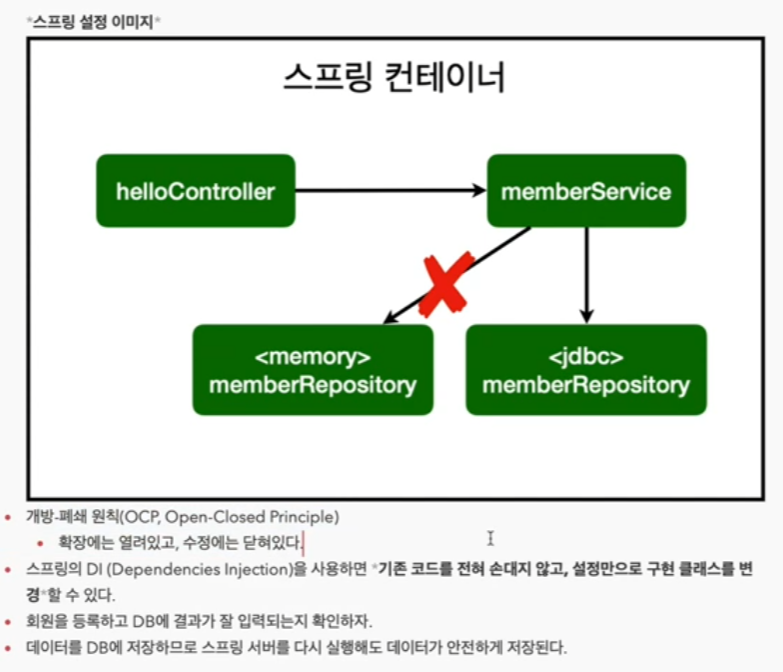 *스프링 설정 이미지*
스프링 컨테이너
helloController
memberService
<memory>
memberRepository
<jdbc>
memberRepository
• 개방-폐쇄 원칙(OCP, Open-Closed Principle)
• 확장에는 열려있고, 수정에는 닫혀있다.
• 스프링의 DI (Dependencies Injection)을 사용하면 *기존 코드를 전혀 손대지 않고, 설정만으로 구현 클래스를 변
경*할 수 있다.
• 회원을 등록하고 DB에 결과가 잘 입력되는지 확인하자.
• 데이터를 DB에 저장하므로 스프링 서버를 다시 실행해도 데이터가 안전하게 저장된다.